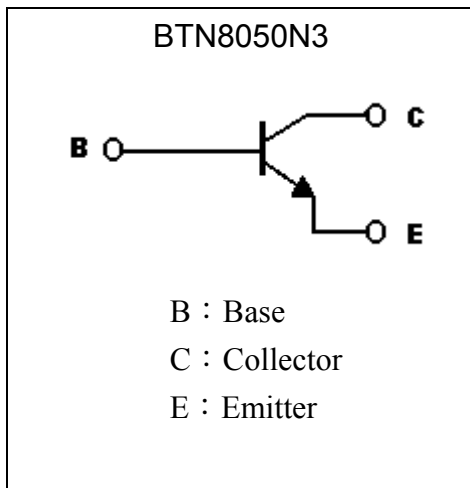 BTN8050N3
C
B
E
B：Base
C：Collector
E：Emitter